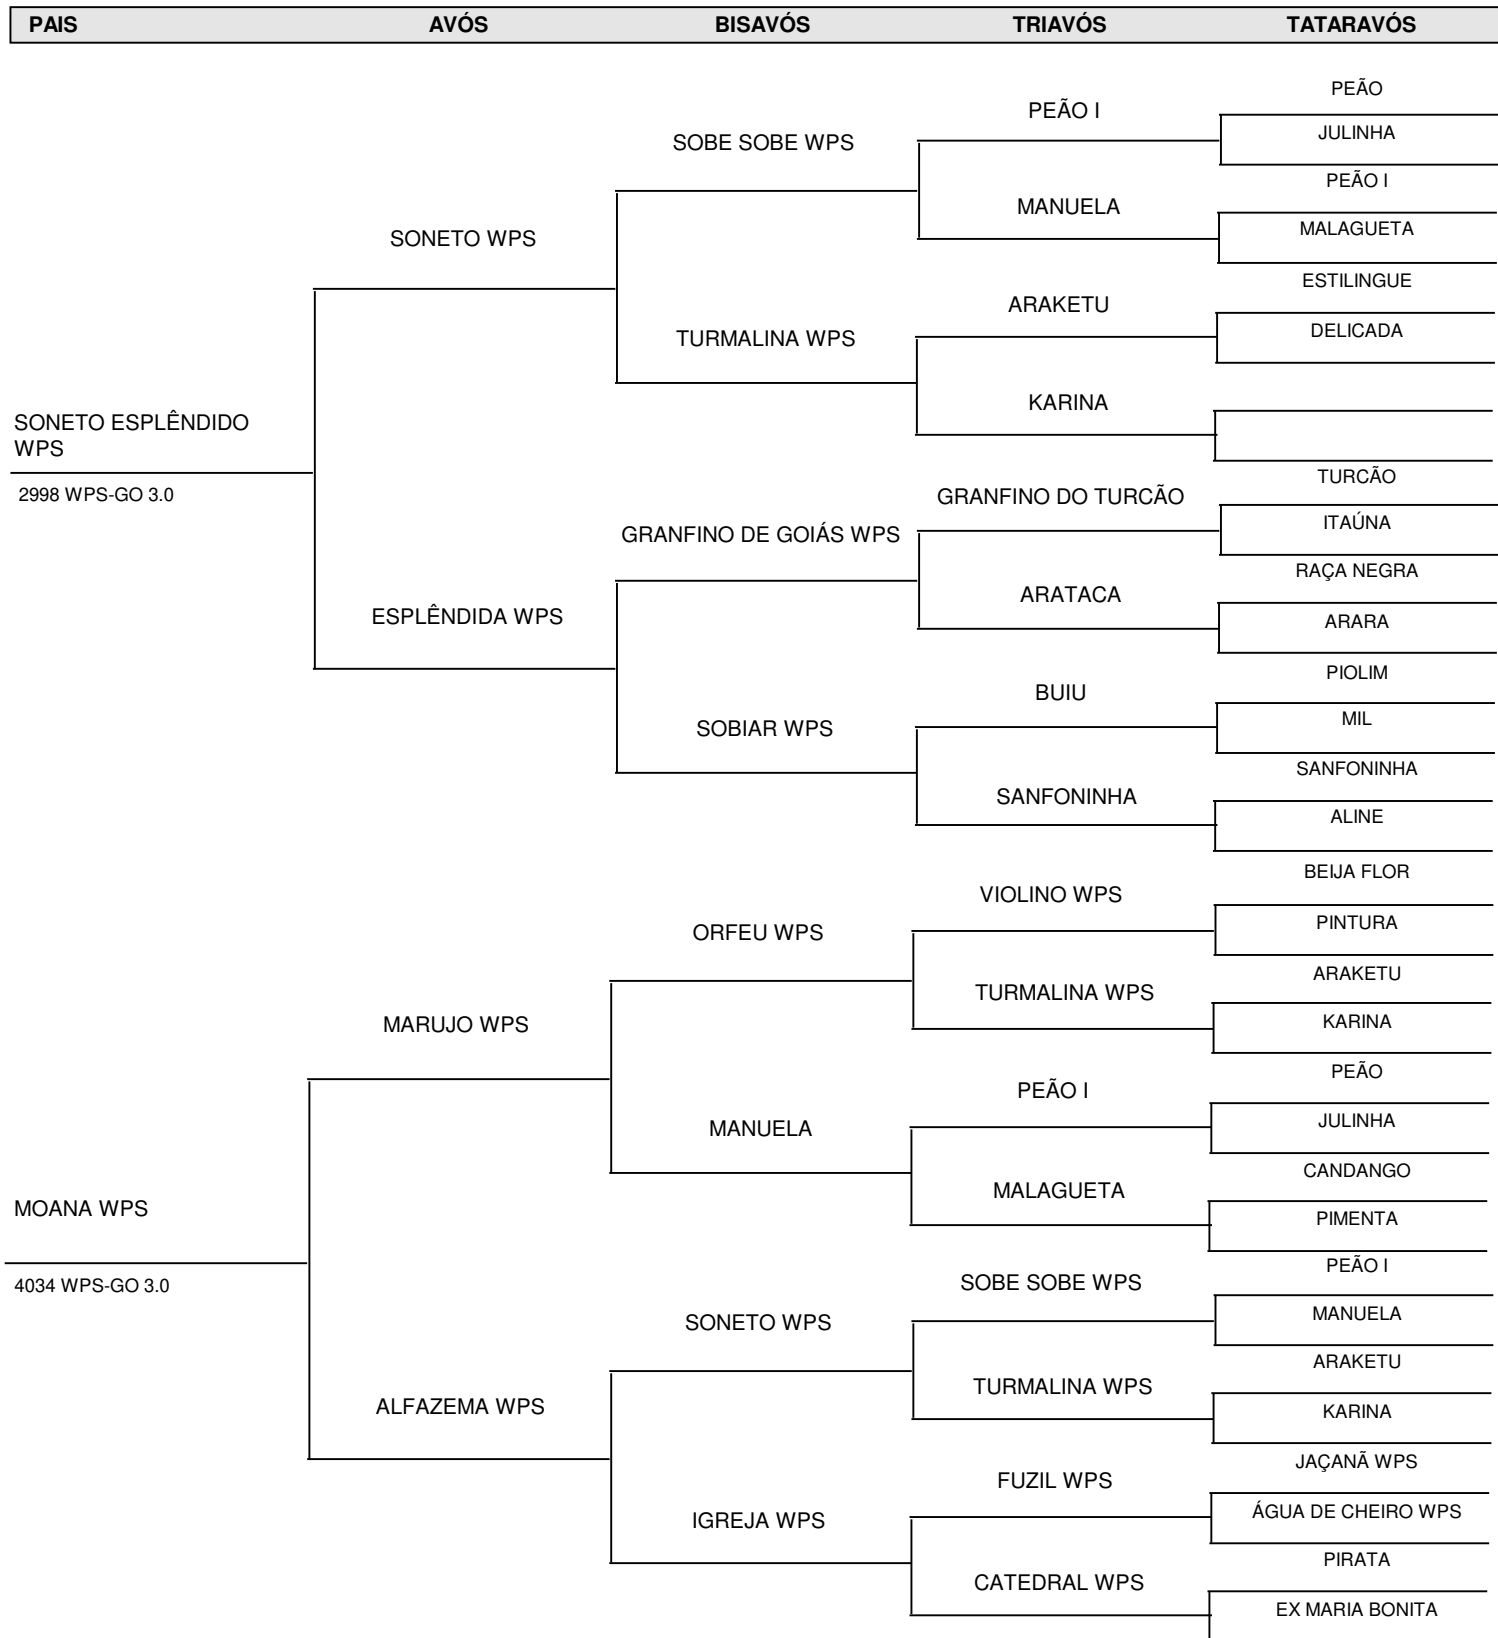 PAIS AVÓS BISAVÓS TRIAVÓS TATARAVÓS
PEÃO
PEÃO I
JULINHA
SOBE SOBE WPS
PEÃO I
MANUELA
MALAGUETA
SONETO WPS
ESTILINGUE
ARAKETU
DELICADA
TURMALINA WPS
KARINA
SONETO ESPLÊNDIDO
WPS
2998 WPS-GO 3.0
TURCÃO
GRANFINO DO TURCÃO
ITAÚNA
GRANFINO DE GOIÁS WPS
RAÇA NEGRA
ARATACA
ARARA
ESPLÊNDIDA WPS
PIOLIM
BUIU
MIL
SOBIAR WPS
SANFONINHA
SANFONINHA
ALINE
BEIJA FLOR
VIOLINO WPS
PINTURA
ORFEU WPS
ARAKETU
TURMALINA WPS
KARINA
MARUJO WPS
PEÃO
PEÃO I
JULINHA
MANUELA
CANDANGO
MALAGUETA
PIMENTA
MOANA WPS
4034 WPS-GO 3.0
PEÃO I
SOBE SOBE WPS
MANUELA
SONETO WPS
ARAKETU
TURMALINA WPS
KARINA
ALFAZEMA WPS
JAÇANÃ WPS
FUZIL WPS
ÁGUA DE CHEIRO WPS
IGREJA WPS
PIRATA
CATEDRAL WPS
EX MARIA BONITA